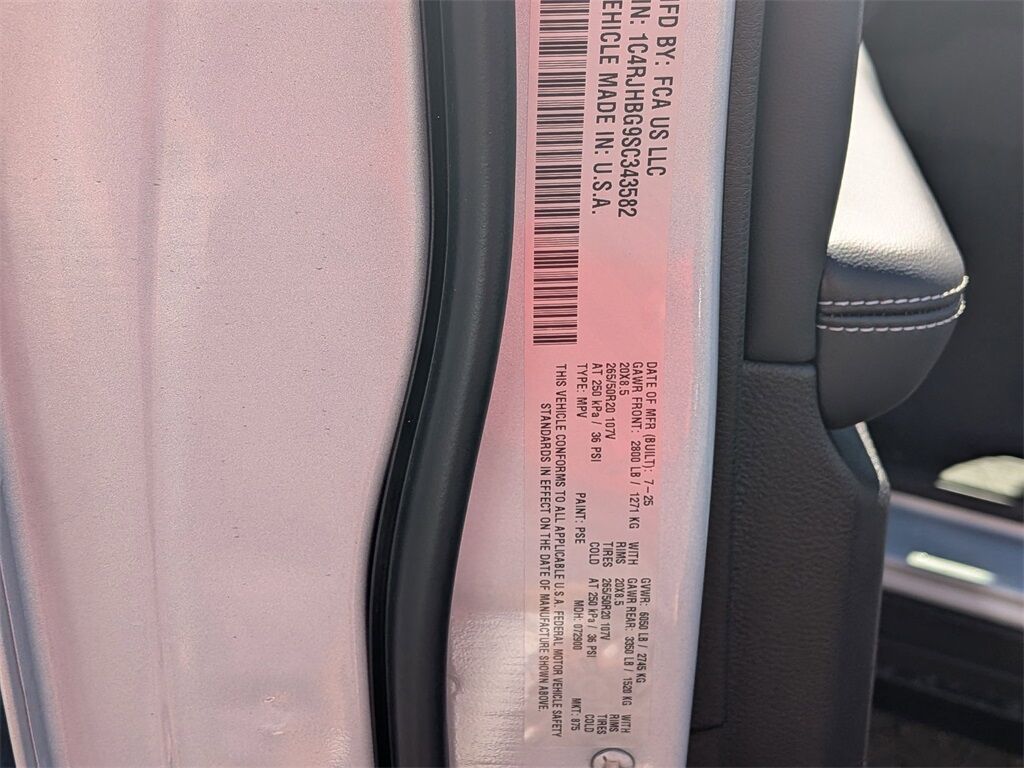 MFD BY: FCA US LLC
VIN: 1C4RJHBG9SC343582
VEHICLE MADE IN: U.S.A.
DATE OF MFR (BUILT): 7-25 GVWR: 6050 LB / 2745 KG
GAWR FRONT: 2800 LB / 1271 KG WITH GAWR REAR: 3350 LB / 1520 KG WITH
20X8.5 RIMS 20X8.5 RIMS
265/50R20 107V TIRES 265/50R20 107V TIRES
AT 250 kPa / 36 PSI COLD AT 250 kPa / 36 PSI COLD
TYPE: MPV PAINT: PSE MDH: 072900 MKT: 875
THIS VEHICLE CONFORMS TO ALL APPLICABLE U.S.A. FEDERAL MOTOR VEHICLE SAFETY
STANDARDS IN EFFECT ON THE DATE OF MANUFACTURE SHOWN ABOVE.